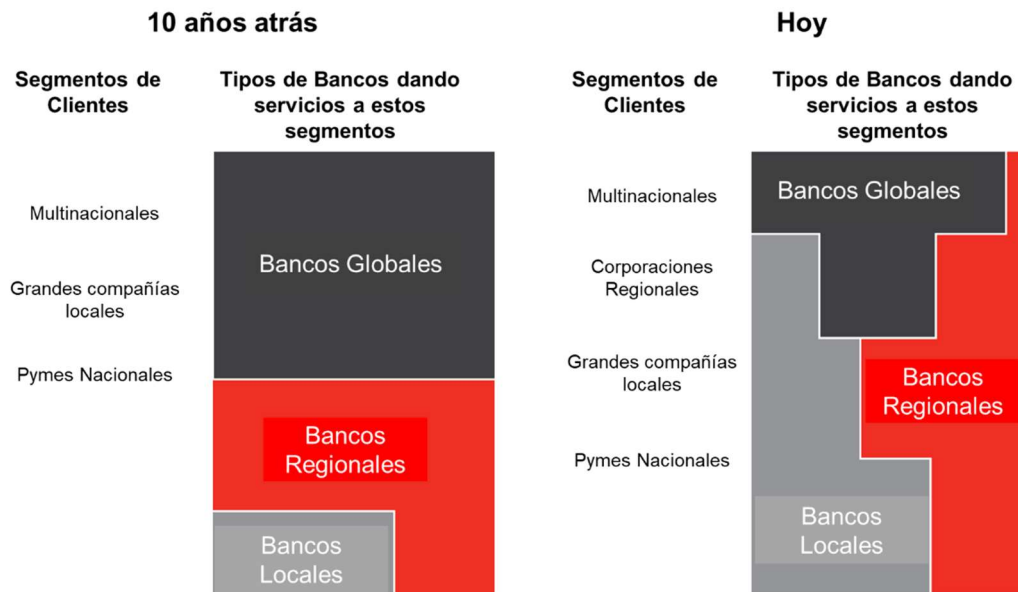 10 años atrás
Segmentos de
Clientes
Tipos de Bancos dando
servicios a estos
segmentos
Multinacionales
Grandes compañías
locales
Pymes Nacionales
Bancos Globales
Bancos
Regionales
Bancos
Locales
Hoy
Segmentos de
Clientes
Tipos de Bancos dando
servicios a estos
segmentos
Multinacionales
Corporaciones
Regionales
Grandes compañías
locales
Pymes Nacionales
Bancos Globales
Bancos
Regionales
Bancos
Locales